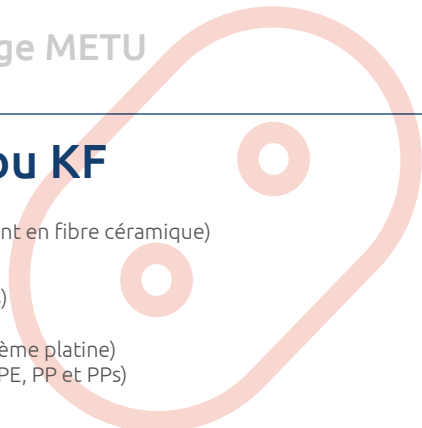 ge METU
ou KF
nt en fibre céramique)
)
ème platine)
PE, PP et PPs)